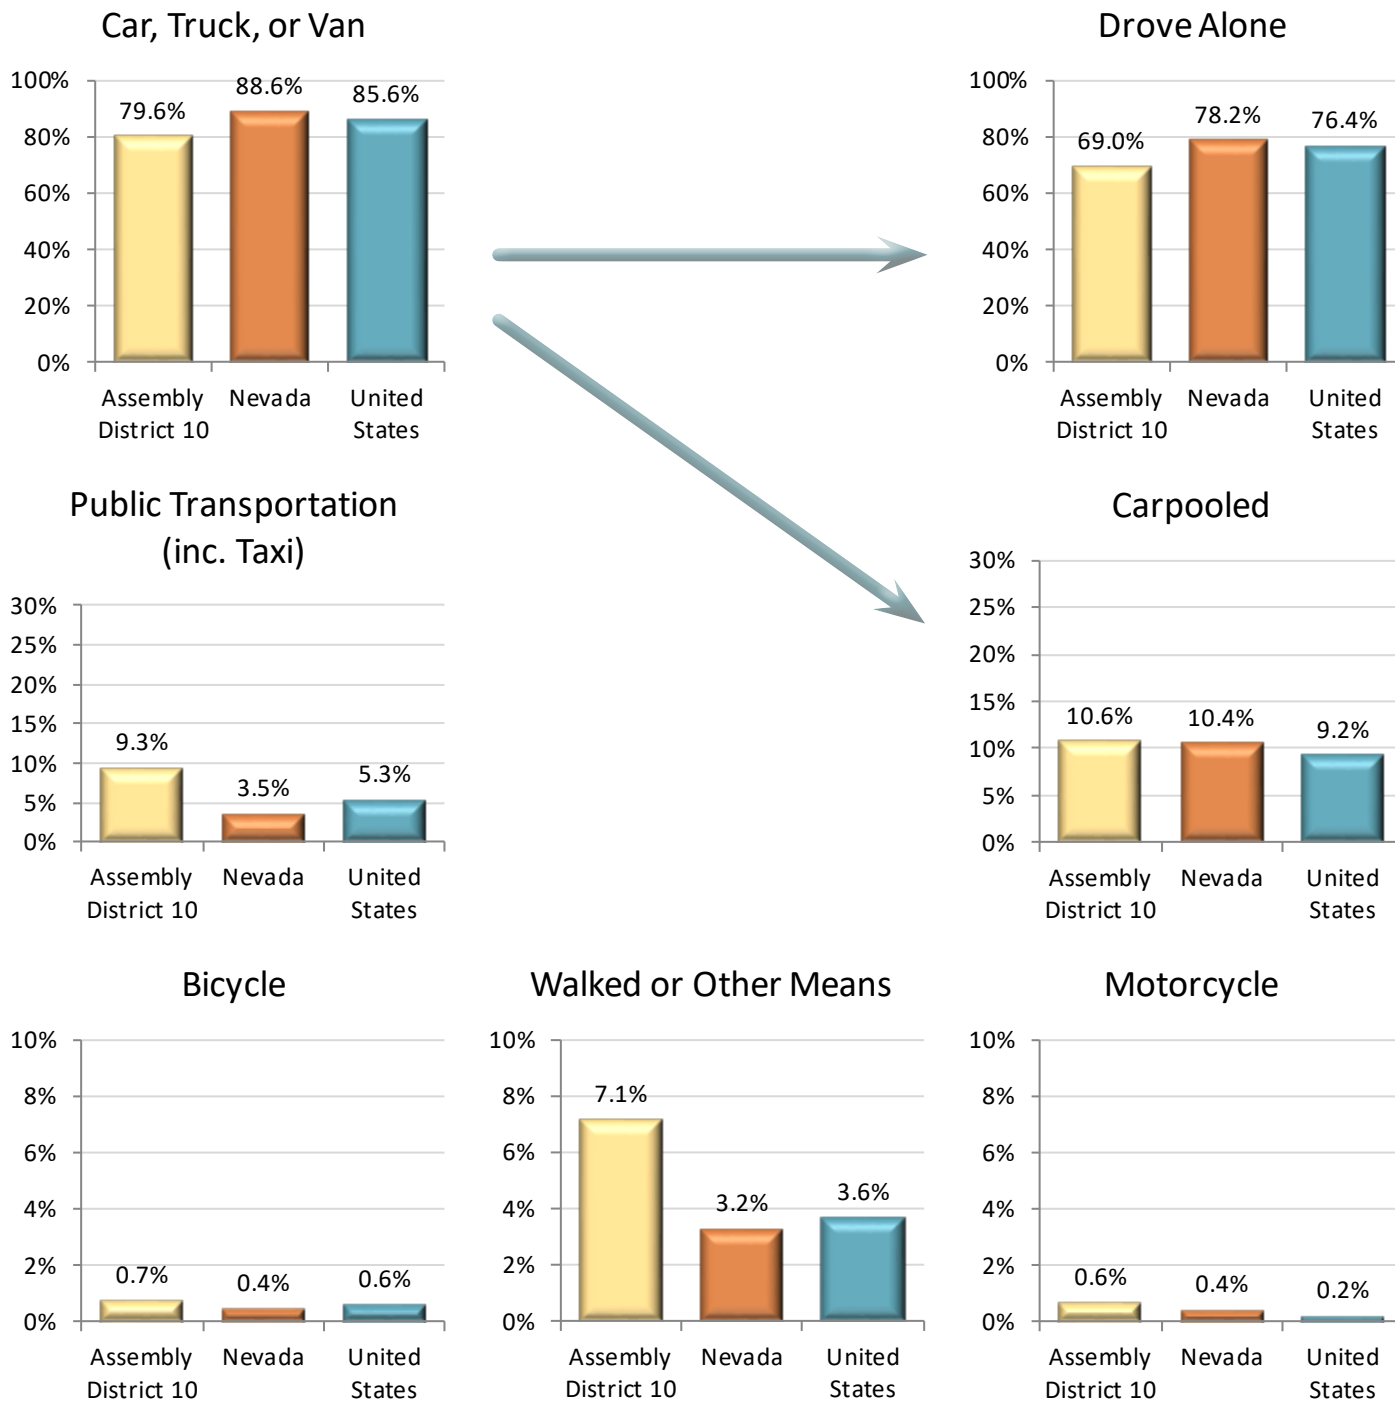 Car, Truck, or Van
100%
80%
60%
40%
20%
0%
79.6%
88.6%
85.6%
Assembly
District 10
Nevada
United
States
Drove Alone
100%
80%
60%
40%
20%
0%
69.0%
78.2%
76.4%
Assembly
District 10
Nevada
United
States
Public Transportation
(inc. Taxi)
30%
25%
20%
15%
10%
5%
0%
9.3%
3.5%
5.3%
Assembly
District 10
Nevada
United
States
Carpooled
30%
25%
20%
15%
10%
5%
0%
10.6%
10.4%
9.2%
Assembly
District 10
Nevada
United
States
Bicycle
10%
8%
6%
4%
2%
0%
0.7%
0.4%
0.6%
Assembly
District 10
Nevada
United
States
Walked or Other Means
10%
8%
6%
4%
2%
0%
7.1%
3.2%
3.6%
Assembly
District 10
Nevada
United
States
Motorcycle
10%
8%
6%
4%
2%
0%
0.6%
0.4%
0.2%
Assembly
District 10
Nevada
United
States